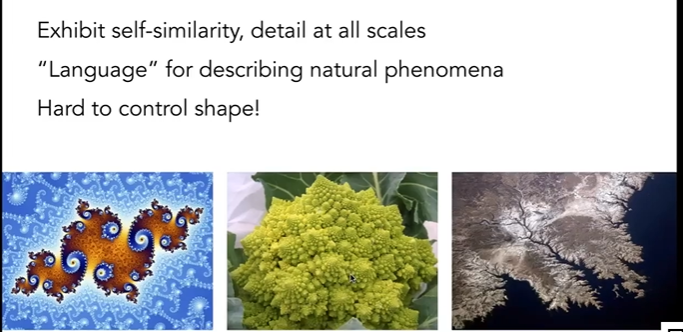 Exhibit self-similarity, detail at all scales
“Language” for describing natural phenomena
Hard to control shape!